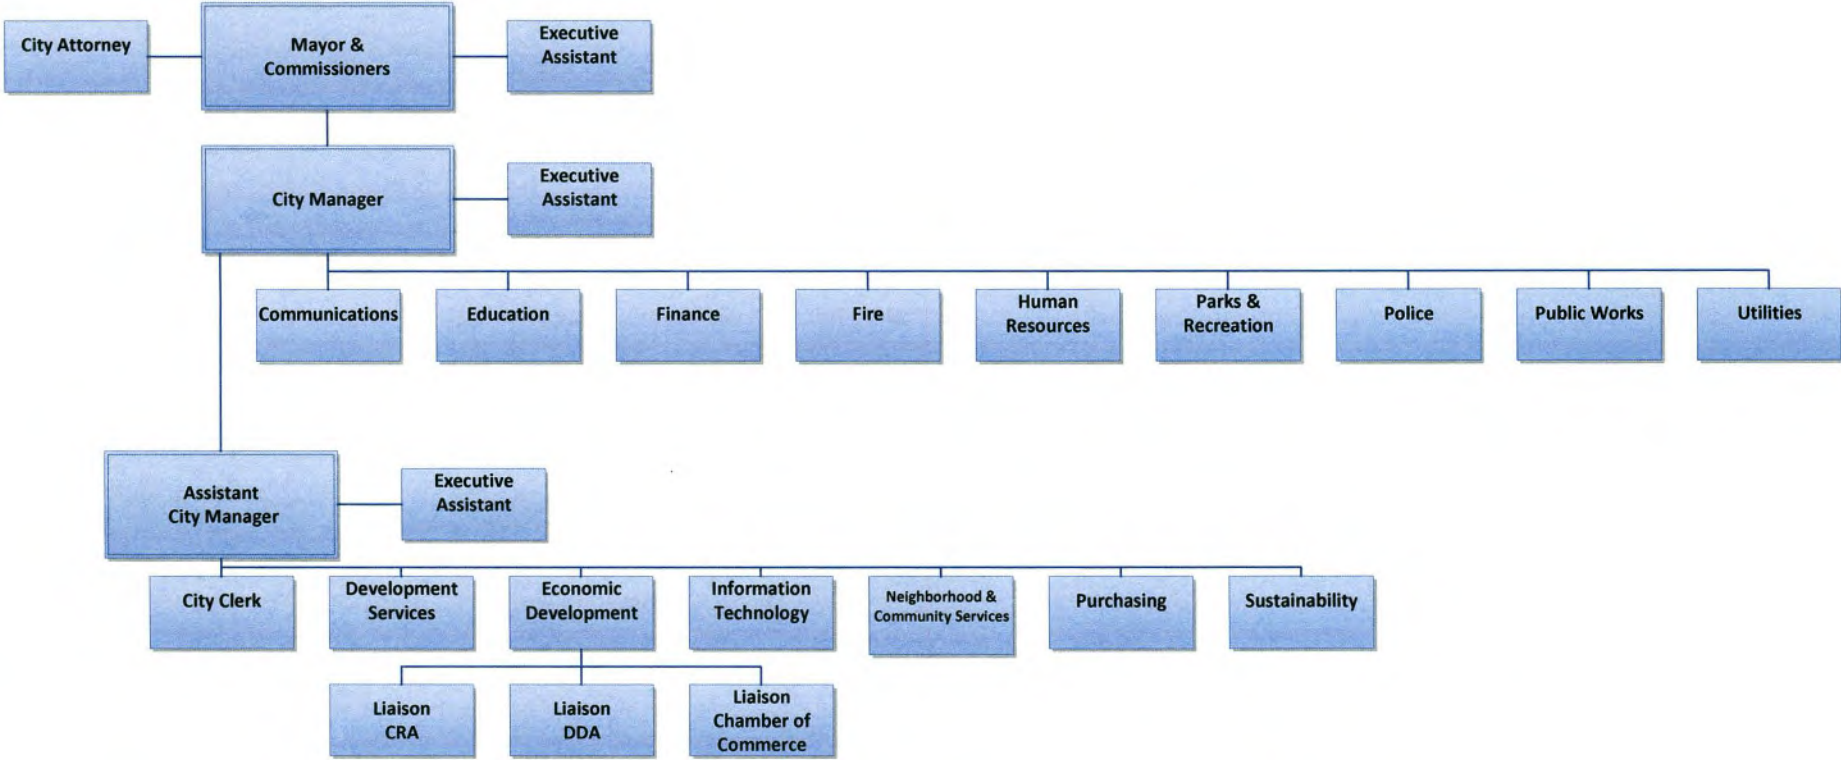 City Attorney
Mayor &
Commissioners
Executive
Assistant
City Manager
Executive
Assistant
Communications
Education
Finance
Fire
Human
Resources
Parks &
Recreation
Police
Public Works
Utilities
Assistant
City Manager
Executive
Assistant
City Clerk
Development
Services
Economic
Development
Information
Technology
Neighborhood &
Community Services
Purchasing
Sustainability
Liaison
CRA
Liaison
DDA
Liaison
Chamber of
Commerce